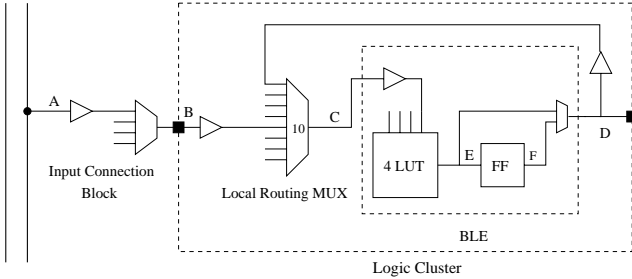 A
B
C
D
E
F
10
4 LUT
FF
Input Connection
Block
Local Routing MUX
BLE
Logic Cluster